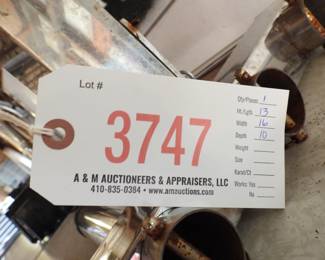 Lot #
3747
A & M AUCTIONEERS & APPRAISERS, LLC
410-835-0384 • www.amauctions.com
Qty/Pieces 1
Ht./Lgth. 13
Width 16
Depth 10
Weight
Size
Karat/Ct
Works: Yes
No